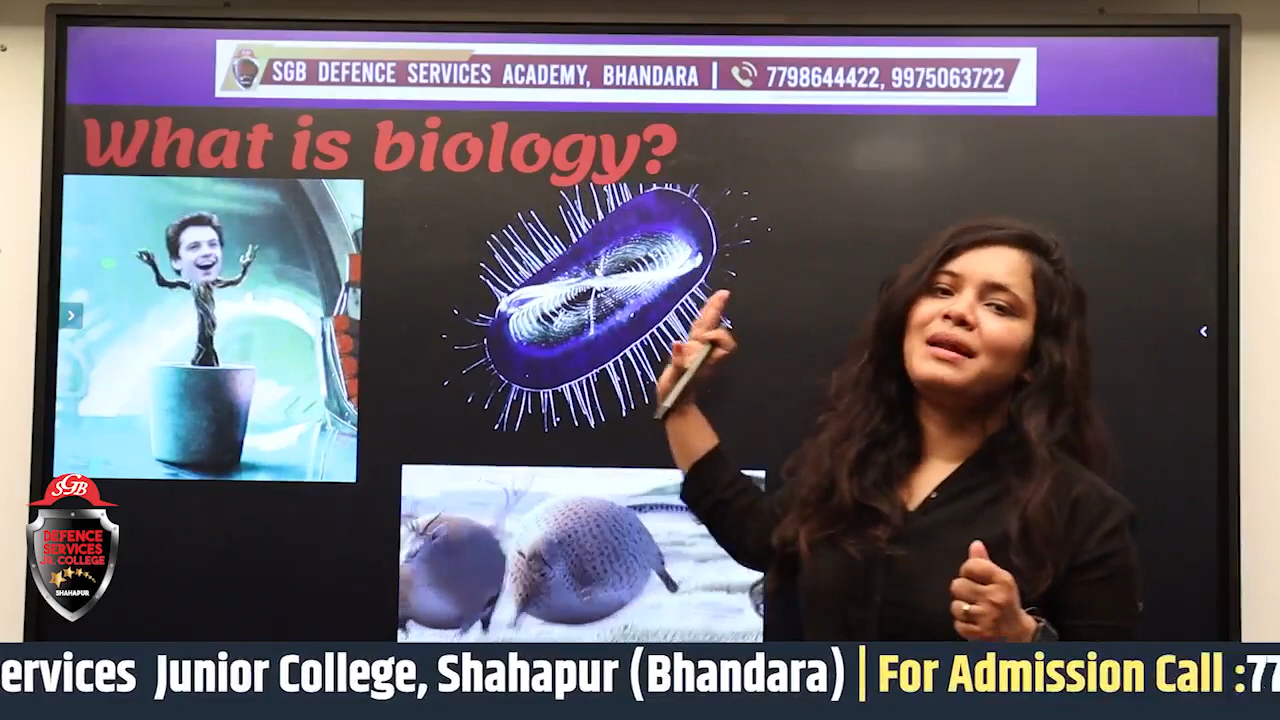 SGB DEFENCE SERVICES ACADEMY, BHANDARA | 7798644422, 9975063722
What is biology?
SGB
DEFENCE
SERVICES
JR. COLLEGE
SHAHAPUR
ervices Junior College, Shahapur (Bhandara) | For Admission Call :77